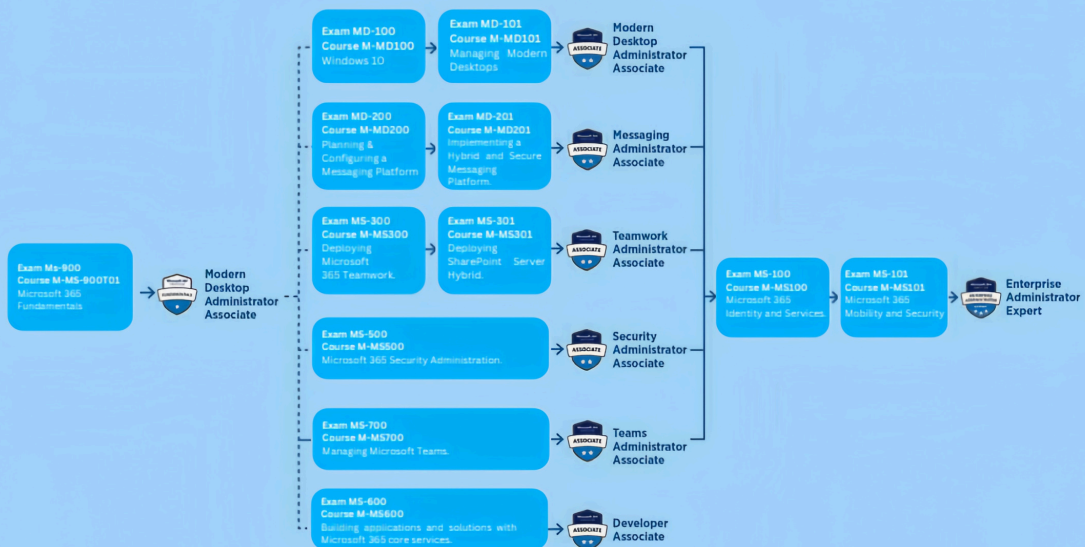 Exam Ms-900
Course M-MS-900T01
Microsoft 365
Fundamentals
FUNDAMENTALS
Modern
Desktop
Administrator
Associate
Exam MD-100
Course M-MD100
Windows 10
Exam MD-101
Course M-MD101
Managing Modern
Desktops
ASSOCIATE
Modern
Desktop
Administrator
Associate
Exam MD-200
Course M-MD200
Planning &
Configuring a
Messaging Platform
Exam MD-201
Course M-MD201
Implementing a
Hybrid and Secure
Messaging
Platform.
ASSOCIATE
Messaging
Administrator
Associate
Exam MS-300
Course M-MS300
Deploying
Microsoft
365 Teamwork.
Exam MS-301
Course M-MS301
Deploying
SharePoint Server
Hybrid.
ASSOCIATE
Teamwork
Administrator
Associate
Exam MS-500
Course M-MS500
Microsoft 365 Security Administration.
ASSOCIATE
Security
Administrator
Associate
Exam MS-700
Course M-MS700
Managing Microsoft Teams.
ASSOCIATE
Teams
Administrator
Associate
Exam MS-600
Course M-MS600
Building applications and solutions with
Microsoft 365 core services.
ASSOCIATE
Developer
Associate
Exam MS-100
Course M-MS100
Microsoft 365
Identity and Services.
Exam MS-101
Course M-MS101
Microsoft 365
Mobility and Security
Enterprise
Administrator
Expert